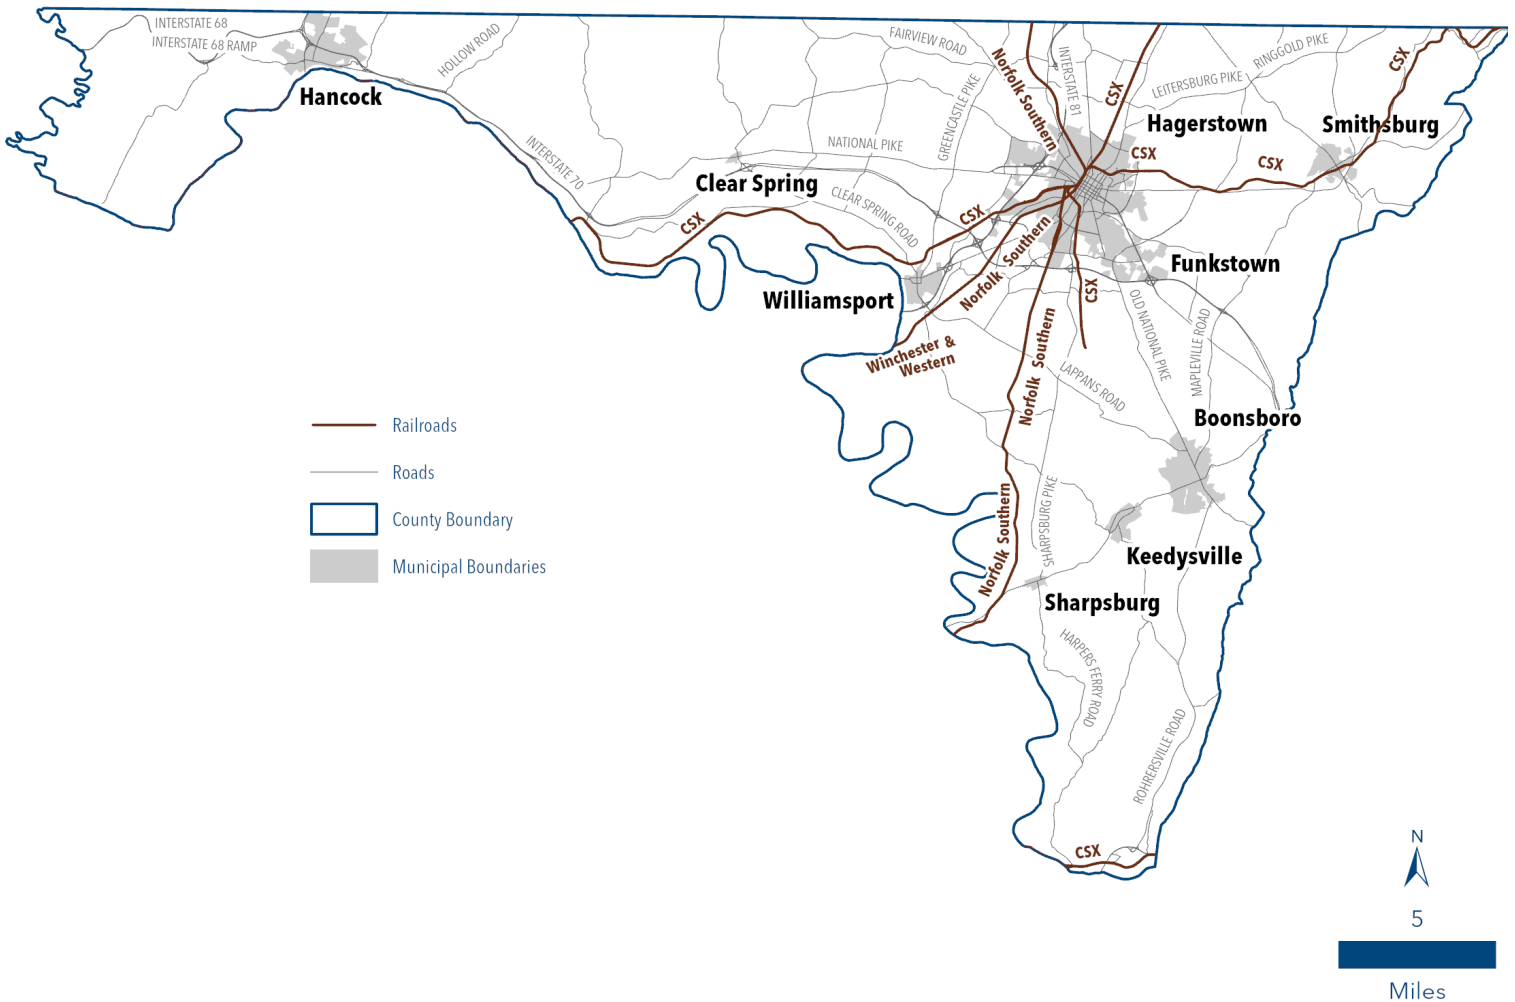 INTERSTATE 68
INTERSTATE 68 RAMP
HOLLOW ROAD
Hancock
INTERSTATE 70
FAIRVIEW ROAD
GREENCASTLE PIKE
NATIONAL PIKE
Clear Spring
CLEAR SPRING ROAD
CSX
CSX
Norfolk Southern
INTERSTATE 81
CSX
LEITERSBURG PIKE
RINGGOLD PIKE
CSX
Hagerstown
Smithsburg
CSX
CSX
Norfolk Southern
Williamsport
Winchester &
Western
Funkstown
CSX
Norfolk Southern
OLD NATIONAL PIKE
MAPLEVILLE ROAD
LAPPANS ROAD
Boonsboro
Norfolk Southern
SHARPSBURG PIKE
Keedysville
Sharpsburg
HARPERS FERRY ROAD
ROHRERSVILLE ROAD
CSX
Railroads
Roads
County Boundary
Municipal Boundaries
N
5
Miles